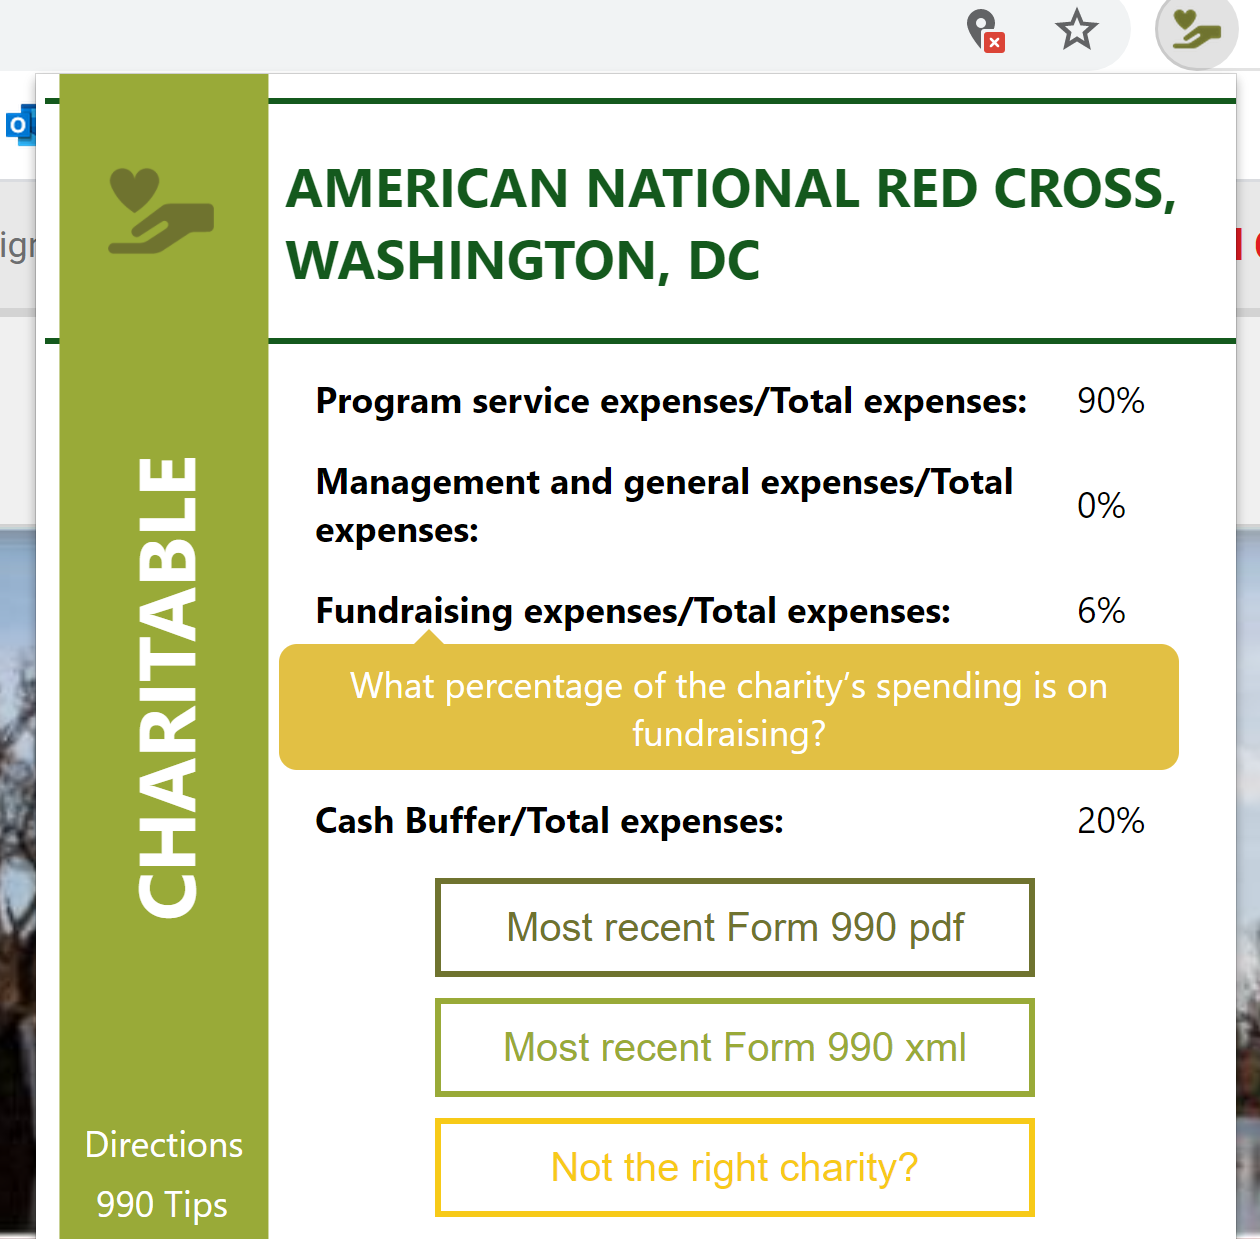 AMERICAN NATIONAL RED CROSS,
WASHINGTON, DC
CHARITABLE
Program service expenses/Total expenses: 90%
Management and general expenses/Total
expenses: 0%
Fundraising expenses/Total expenses: 6%
What percentage of the charity’s spending is on
fundraising?
Cash Buffer/Total expenses: 20%
Most recent Form 990 pdf
Most recent Form 990 xml
Not the right charity?
Directions
990 Tips